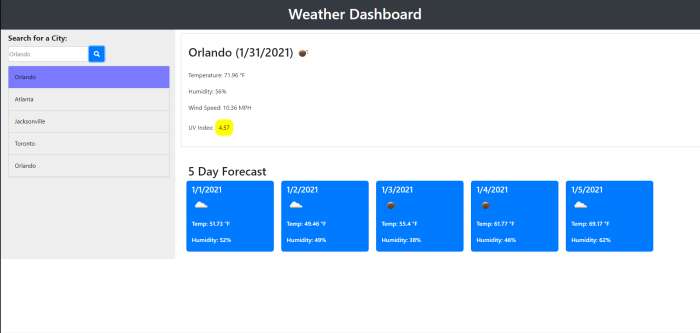 Weather Dashboard
Search for a City:
Orlando
Orlando
Atlanta
Jacksonville
Toronto
Orlando
Orlando (1/31/2021)
Temperature: 71.96 °F
Humidity: 56%
Wind Speed: 10.36 MPH
UV Index: 4.57
5 Day Forecast
1/1/2021
Temp: 51.73 °F
Humidity: 52%
1/2/2021
Temp: 49.46 °F
Humidity: 49%
1/3/2021
Temp: 55.4 °F
Humidity: 38%
1/4/2021
Temp: 61.77 °F
Humidity: 46%
1/5/2021
Temp: 69.17 °F
Humidity: 62%